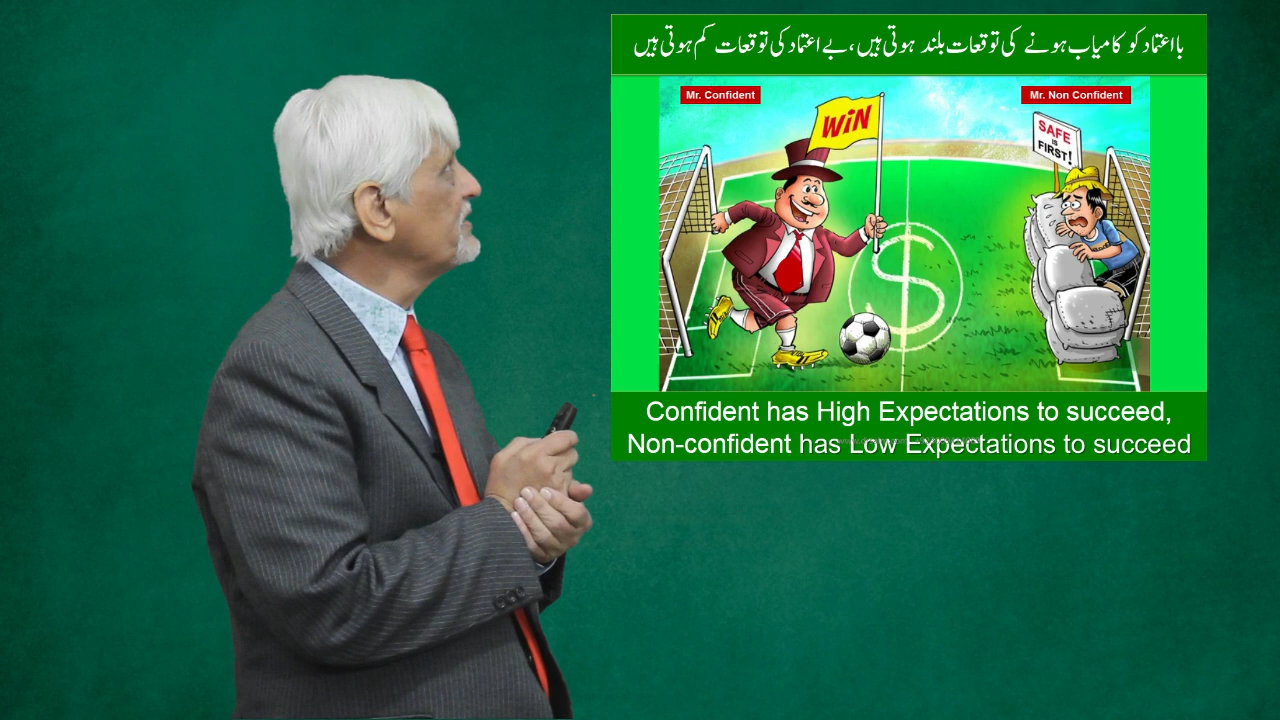 بااعتماد کو کامیاب ہونے کی توقعات بلند ہوتی ہیں، بے اعتماد کی توقعات کم ہوتی ہیں
Mr. Confident
Mr. Non Confident
WiN
SAFE
IS
FIRST!
Confident has High Expectations to succeed,
Non-confident has Low Expectations to succeed